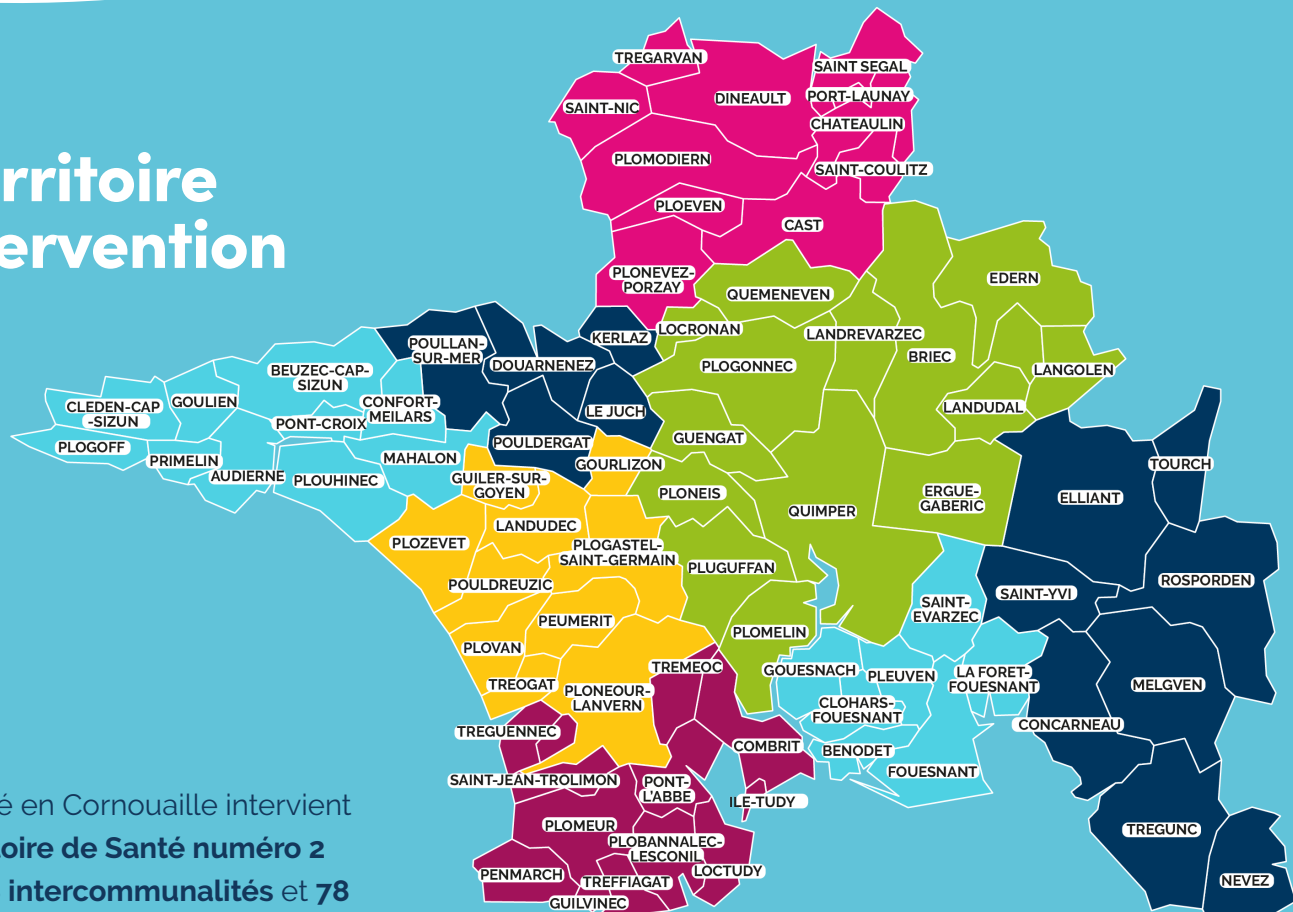 rritoire
ervention
é en Cornouaille intervient
oire de Santé numéro 2
intercommunalités et 78
TREGARVAN
SAINT SEGAL
SAINT-NIC
DINEAULT
PORT-LAUNAY
CHATEAULIN
PLOMODIERN
SAINT-COULITZ
PLOEVEN
CAST
PLONEVEZ-
PORZAY
QUEMENEVEN
EDERN
LOCRONAN
LANDREVARZEC
KERLAZ
POULLAN-
SUR-MER
BRIEC
DOUARNENEZ
PLOGONNEC
LANGOLEN
BEUZEC-CAP-
SIZUN
GOULIEN
CONFORT-
MEILARS
CLEDEN-CAP
-SIZUN
LE JUCH
LANDUDAL
PONT-CROIX
GUENGAT
POULDERGAT
PLOGOFF
MAHALON
PRIMELIN
GOURLIZON
TOURCH
AUDIERNE
PLOUHINEC
GUILER-SUR-
GOYEN
PLONEIS
ERGUE-
GABERIC
ELLIANT
QUIMPER
LANDUDEC
PLOZEVET
PLOGASTEL-
SAINT-GERMAIN
PLUGUFFAN
ROSPORDEN
POULDREUZIC
SAINT-YVI
SAINT-
EVARZEC
PEUMERIT
PLOMELIN
PLOVAN
TREMEOC
GOUESNACH
PLEUVEN
LA FORET-
FOUESNANT
TREOGAT
PLONEOUR-
LANVERN
MELGVEN
CLOHARS-
FOUESNANT
CONCARNEAU
TREGUENNEC
COMBRIT
BENODET
FOUESNANT
SAINT-JEAN-TROLIMON
PONT-
L'ABBE
ILE-TUDY
PLOMEUR
TREGUNC
PLOBANNALEC-
LESCONIL
LOCTUDY
PENMARCH
TREFFIAGAT
NEVEZ
GUILVINEC